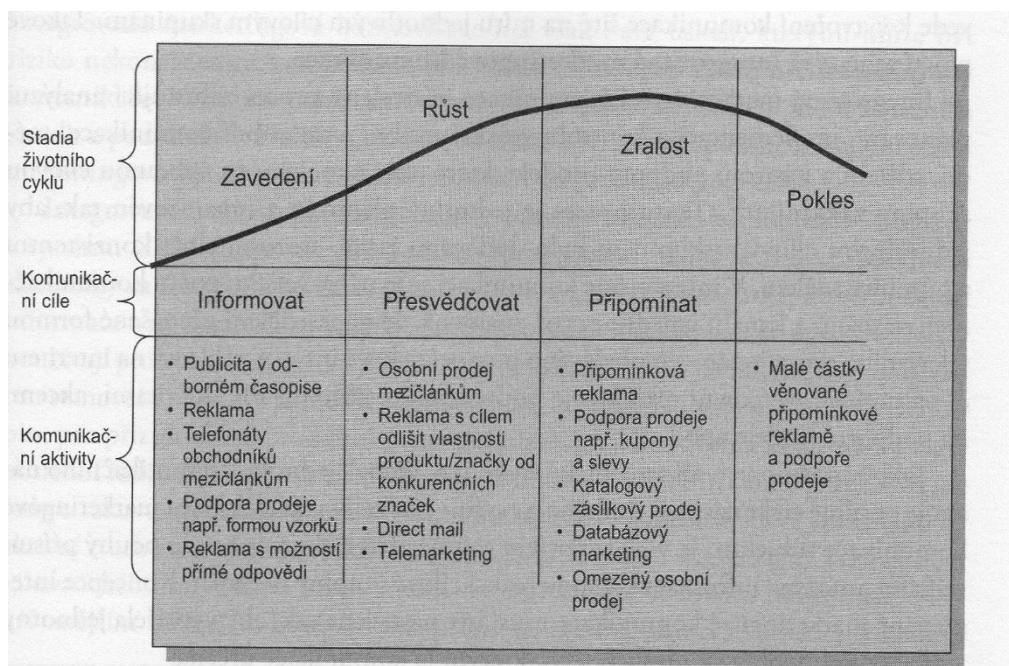 Stadia
životního
cyklu
Zavedení
Růst
Zralost
Pokles
Komunikač-
ní cíle
Informovat
Přesvědčovat
Připomínat
Komunikač-
ní aktivity
• Publicita v od-
borném časopise
• Reklama
• Telefonáty
obchodníků
mezičlánkům
• Podpora prodeje
např. formou vzorků
• Reklama s možností
přímé odpovědi
• Osobní prodej
mezičlánkům
• Reklama s cílem
odlišit vlastnosti
produktu/značky od
konkurenčních
značek
• Direct mail
• Telemarketing
• Připomínková
reklama
• Podpora prodeje
např. kupony
a slevy
• Katalogový
zásilkový prodej
• Databázový
marketing
• Omezený osobní
prodej
• Malé částky
věnované
připomínkové
reklamě
a podpoře
prodeje